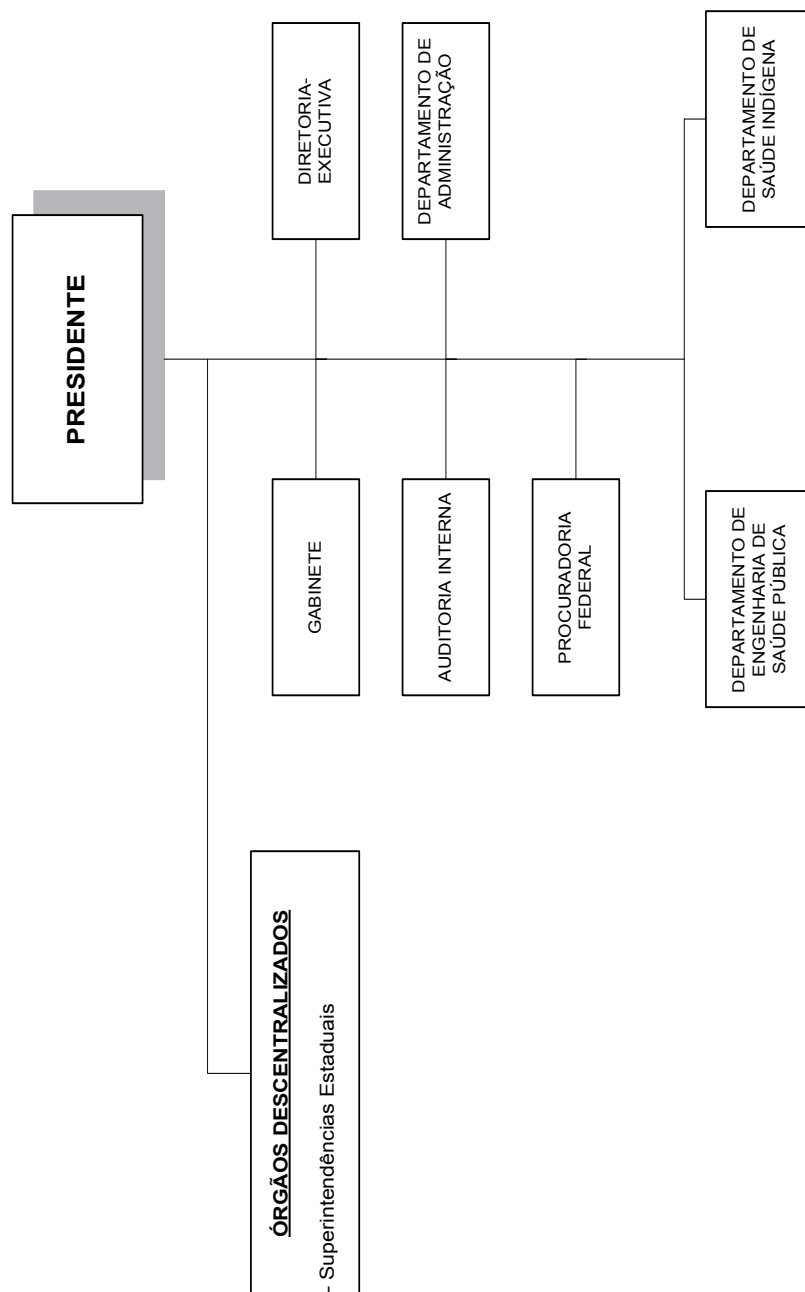 PRESIDENTE
GABINETE
DIRETORIA-
EXECUTIVA
AUDITORIA INTERNA
DEPARTAMENTO DE
ADMINISTRAÇÃO
PROCURADORIA
FEDERAL
DEPARTAMENTO DE
ENGENHARIA DE
SAÚDE PÚBLICA
DEPARTAMENTO DE
SAÚDE INDÍGENA
ÓRGÃOS DESCENTRALIZADOS
- Superintendências Estaduais